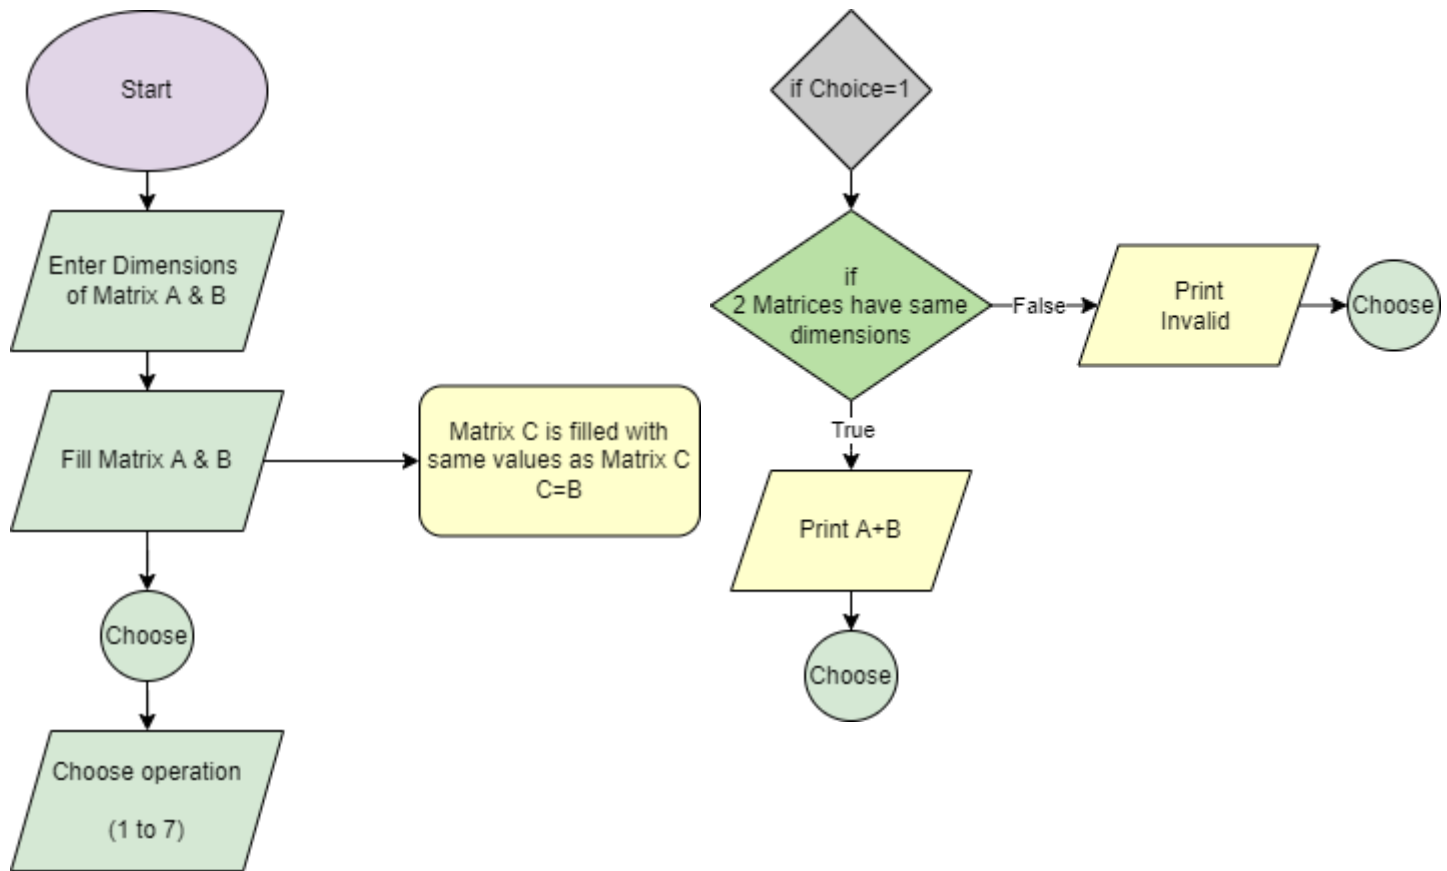 Start
Enter Dimensions
of Matrix A & B
Fill Matrix A & B
Matrix C is filled with
same values as Matrix C
C=B
Choose
Choose operation
(1 to 7)
if Choice=1
if
2 Matrices have same
dimensions
False
Print
Invalid
Choose
True
Print A+B
Choose